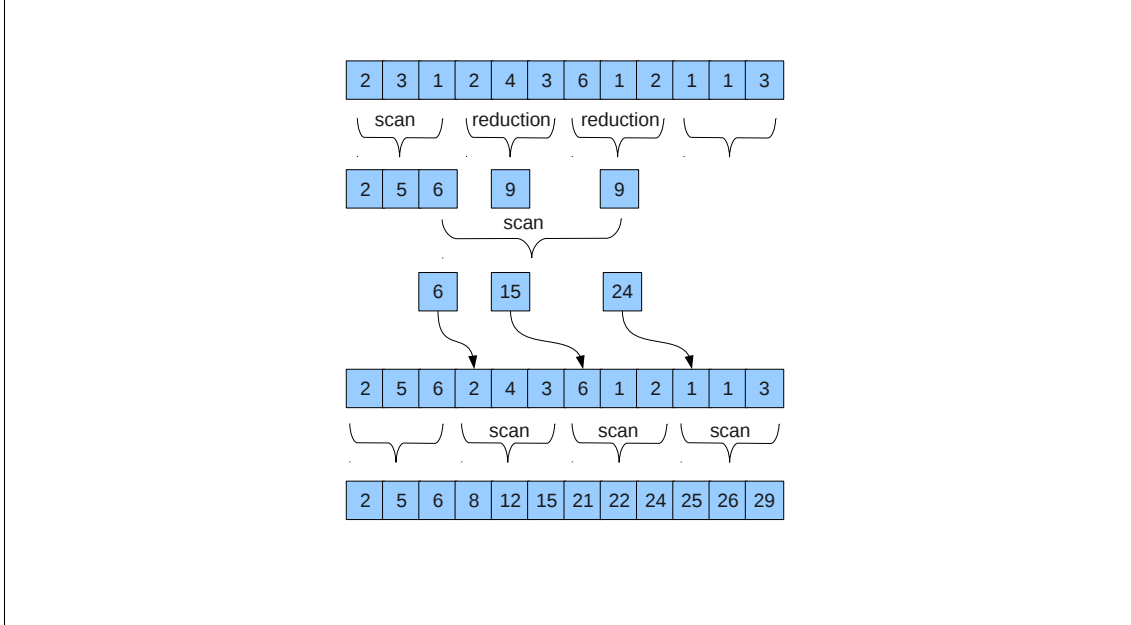 2 3 1 2 4 3 6 1 2 1 1 3
scan reduction reduction
2 5 6 9 9
scan
6 15 24
2 5 6 2 4 3 6 1 2 1 1 3
scan scan scan
2 5 6 8 12 15 21 22 24 25 26 29